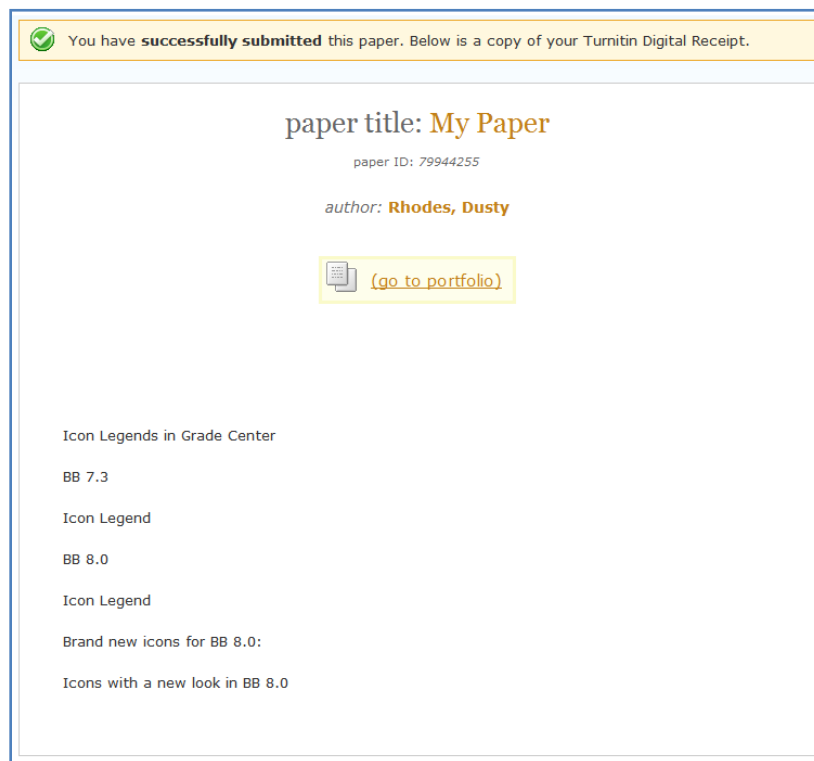 You have successfully submitted this paper. Below is a copy of your Turnitin Digital Receipt.
paper title: My Paper
paper ID: 79944255
author: Rhodes, Dusty
(go to portfolio)
Icon Legends in Grade Center
BB 7.3
Icon Legend
BB 8.0
Icon Legend
Brand new icons for BB 8.0:
Icons with a new look in BB 8.0